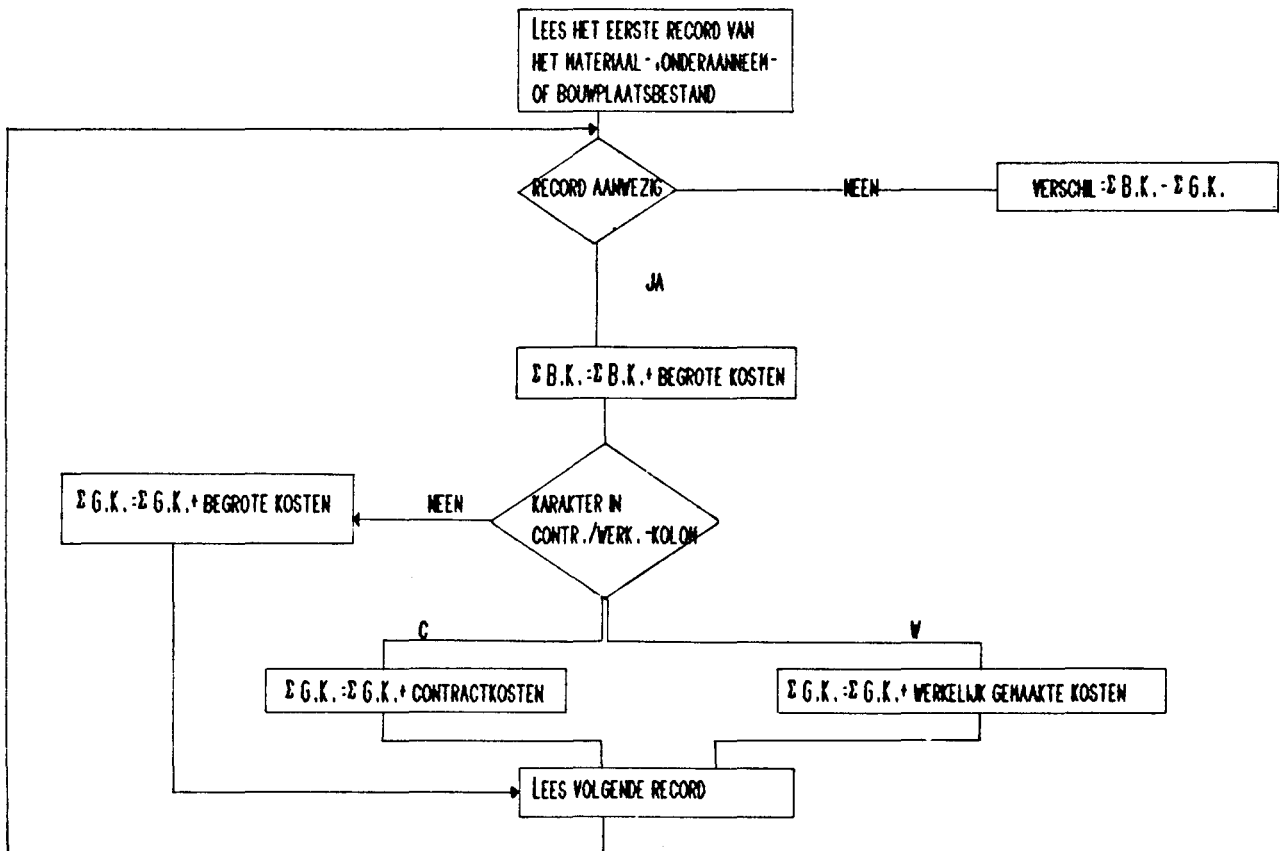 LEES HET EERSTE RECORD VAN
HET MATERIAAL-,ONDERAANNEEM-
OF BOUWPLAATSBESTAND
RECORD AANWEZIG
NEEN
VERSCHIL=Σ B.K.- Σ G.K.
JA
Σ B.K.=Σ B.K.+ BEGROTE KOSTEN
Σ G.K.=Σ G.K.+ BEGROTE KOSTEN
NEEN
KARAKTER IN
CONTR./WERK.-KOLOM
C
W
Σ G.K.=Σ G.K.+ CONTRACTKOSTEN
Σ G.K.=Σ G.K.+ WERKELIJK GEMAAKTE KOSTEN
LEES VOLGENDE RECORD